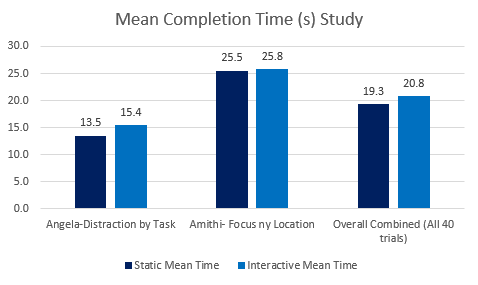 Mean Completion Time (s) Study
30.0
25.0
20.0
15.0
10.0
5.0
0.0
13.5
15.4
25.5
25.8
19.3
20.8
Angela-Distraction by Task
Amithi- Focus ny Location
Overall Combined (All 40
trials)
Static Mean Time
Interactive Mean Time